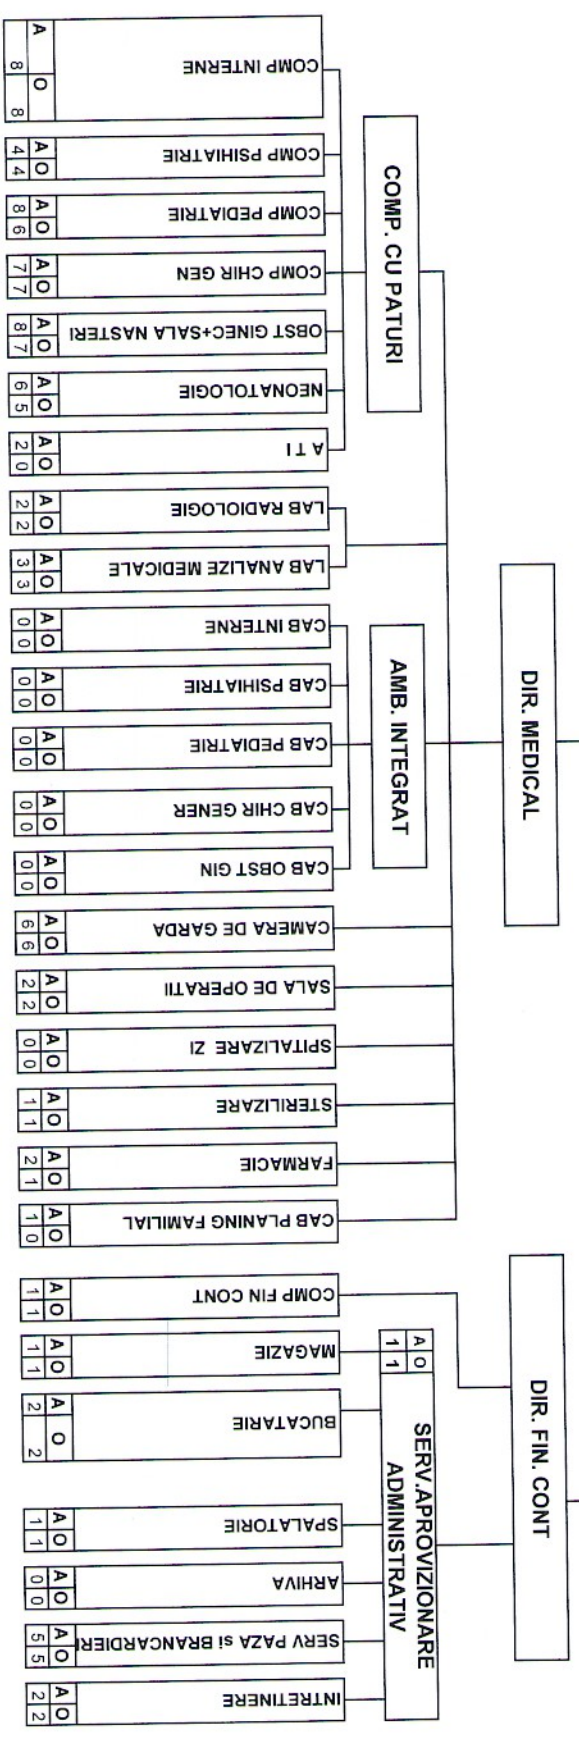 DIR. MEDICAL
COMP. CU PATURI
COMP INTERNE
A O
8 8
COMP PSIHIATRIE
A O
4 4
COMP PEDIATRIE
A O
8 6
COMP CHIR GEN
A O
7 7
OBST GINEC+SALA NASTERI
A O
8 7
NEONATOLOGIE
A O
6 5
A T I
A O
2 0
LAB RADIOLOGIE
A O
2 2
LAB ANALIZE MEDICALE
A O
3 3
AMB. INTEGRAT
CAB INTERNE
A O
0 0
CAB PSIHIATRIE
A O
0 0
CAB PEDIATRIE
A O
0 0
CAB CHIR GENER
A O
0 0
CAB OBST GIN
A O
0 0
CAMERA DE GARDA
A O
6 6
SALA DE OPERATII
A O
2 2
SPITALIZARE ZI
A O
0 0
STERILIZARE
A O
1 1
FARMACIE
A O
2 1
CAB PLANING FAMILIAL
A O
1 0
DIR. FIN. CONT
COMP FIN CONT
A O
1 1
SERV.APROVIZIONARE
ADMINISTRATIV
A O
1 1
MAGAZIE
A O
1 1
BUCATARIE
A O
2 2
SPALATORIE
A O
1 1
ARHIVA
A O
0 0
SERV PAZA si BRANCARDIERI
A O
5 5
INTRETINERE
A O
2 2